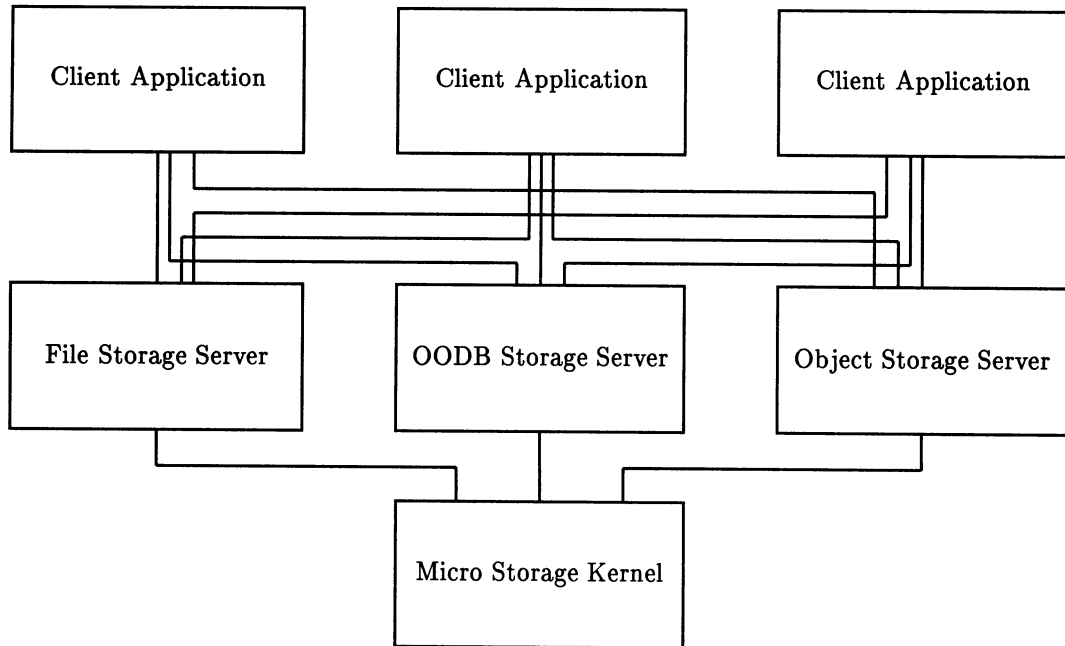 Client Application
Client Application
Client Application
File Storage Server
OODB Storage Server
Object Storage Server
Micro Storage Kernel